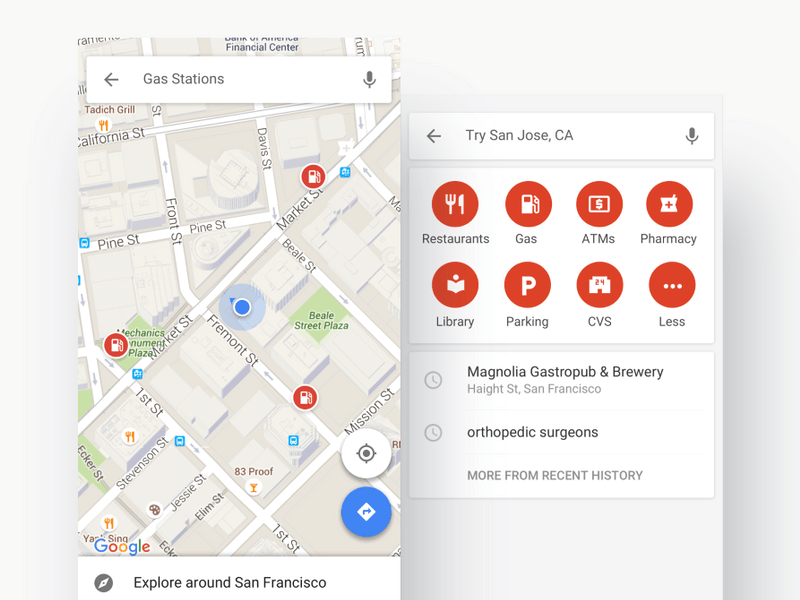 Bank of America
Financial Center
Gas Stations
Tadich Grill
California St
Davis St
Front St
Market St
Pine St
Pine St
Beale St
Beale
Street Plaza
Mechanics
Monument
Plaza
Market St
Fremont St
1st St
Mission St
Stevenson St
83 Proof
Jessie St
Elim St
Ecker St
Yank Sing
1st St
Google
Explore around San Francisco
Try San Jose, CA
Restaurants
Gas
ATMs
Pharmacy
$
P
24
Library
Parking
CVS
Less
Magnolia Gastropub & Brewery
Haight St, San Francisco
orthopedic surgeons
MORE FROM RECENT HISTORY